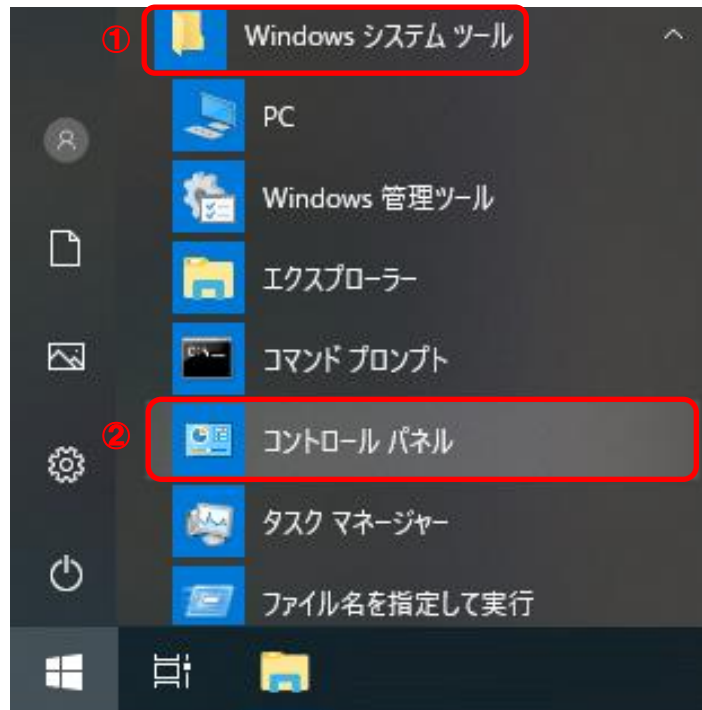 ① Windows システム ツール
PC
Windows 管理ツール
エクスプローラー
コマンド プロンプト
② コントロール パネル
タスク マネージャー
ファイル名を指定して実行